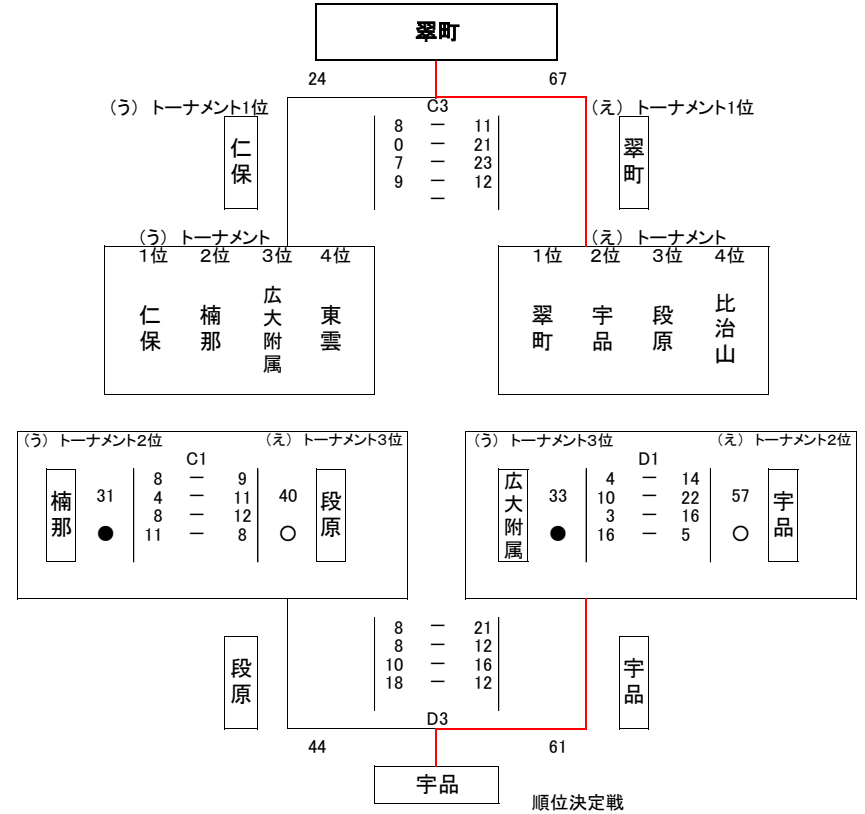 翠町
24 67
(う) トーナメント1位 C3 (え) トーナメント1位
仁保
8 － 11
0 － 21
7 － 23
9 － 12
－
翠町
(う) トーナメント
1位 2位 3位 4位
仁保 楠那 広大附属 東雲
(え) トーナメント
1位 2位 3位 4位
翠町 宇品 段原 比治山
(う) トーナメント2位 (え) トーナメント3位
C1
楠那 31 ● 40 ○ 段原
8 － 9
4 － 11
8 － 12
11 － 8
(う) トーナメント3位 (え) トーナメント2位
D1
広大附属 33 ● 57 ○ 宇品
4 － 14
10 － 22
3 － 16
16 － 5
段原
8 － 21
8 － 12
10 － 16
18 － 12
宇品
D3
44 61
宇品
順位決定戦